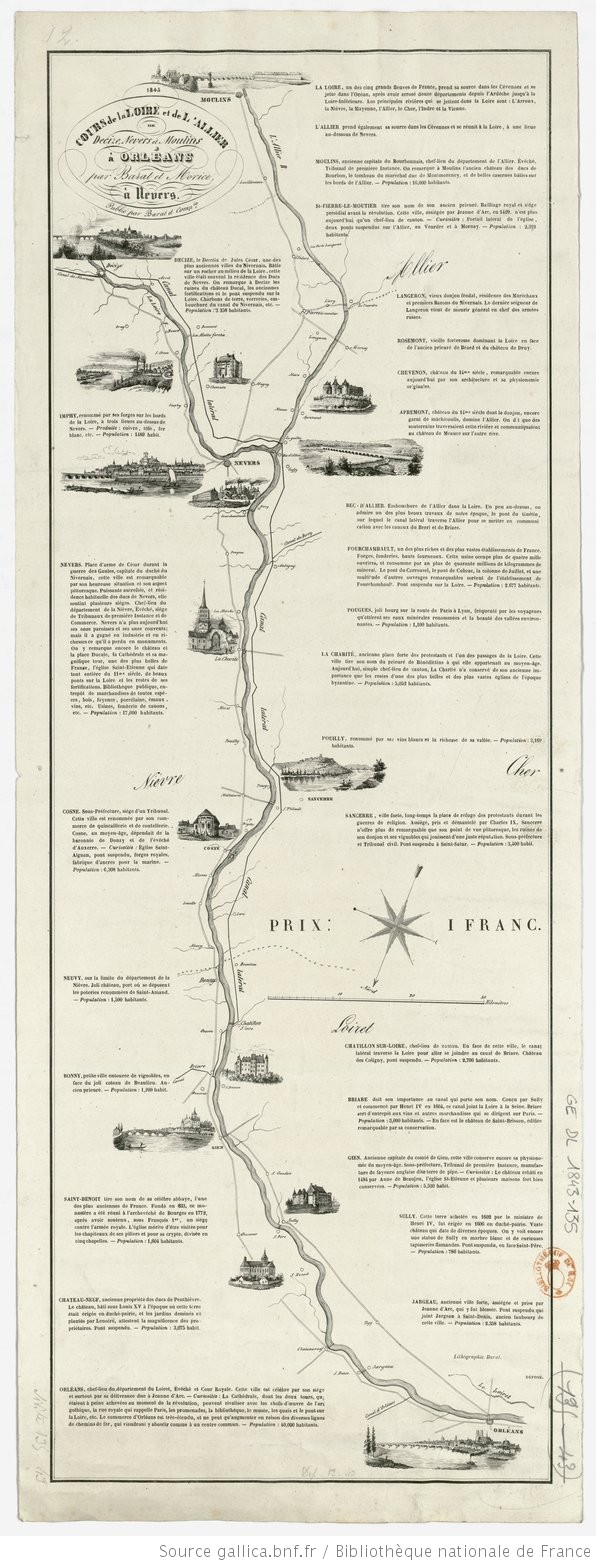 1843
COURS de la LOIRE et de L'ALLIER
DE
Decize, Nevers & Moulins
à ORLÉANS
par Barat et Morice
à Nevers.
Publié par Barat et Comp.ie
MOULINS
L'Allier R.
LA LOIRE, un des cinq grands fleuves de France, prend sa source dans les Cévennes et se
jette dans l'Océan, après avoir arrosé douze départements depuis l'Ardèche jusqu'à la
Loire-Inférieure. Les principales rivières qui se jettent dans la Loire sont : L'Arroux,
la Nièvre, la Mayenne, l'Allier, le Cher, l'Indre et la Vienne.
L'ALLIER prend également sa source dans les Cévennes et se réunit à la Loire, à une lieue
au-dessous de Nevers.
MOULINS, ancienne capitale du Bourbonnais, chef-lieu du département de l'Allier. Évêché,
Tribunal de première Instance. On remarque à Moulins l'ancien château des ducs de
Bourbon, le tombeau du maréchal duc de Montmorency, et de belles casernes bâties sur
les bords de l'Allier. — Population : 16,000 habitants.
St-PIERRE-LE-MOUTIER tire son nom de son ancien prieuré. Bailliage royal et siège
présidial avant la révolution. Cette ville, assiégée par Jeanne d'Arc, en 1429, n'est plus
aujourd'hui qu'un chef-lieu de canton. — Curiosités : Portail latéral de l'église,
deux ponts suspendus sur l'Allier, au Veurdre et à Mornay. — Population :
habitants.
Allier
DECIZE, le Decetia de Jules César, une des
plus anciennes villes du Nivernais. Bâtie
sur un rocher au milieu de la Loire, cette
ville était souvent la résidence des Ducs
de Nevers. On remarque à Decize les
ruines du château Ducal, les anciennes
fortifications et le pont suspendu sur la
Loire. Charbons de terre, verreries, embouchure
du canal du Nivernais, etc. —
Population : 2 358 habitants.
LANGERON, vieux donjon féodal, résidence des Maréchaux
et premiers Barons du Nivernais. Le dernier seigneur de
Langeron vient de mourir général en chef des armées
russes.
ROSEMONT, vieille forteresse dominant la Loire en face
de l'ancien prieuré de Béard et du château de Druy.
CHEVENON, château du 14me siècle, remarquable encore
aujourd'hui par son architecture et sa physionomie
originales.
APREMONT, château du 14me siècle dont le donjon, encore
garni de machicoulis, domine l'Allier. On dit que des
souterrains traversaient cette rivière et communiquaient
au château de Meauce sur l'autre rive.
IMPHY, renommé par ses forges sur les bords
de la Loire, à trois lieues au-dessus de
Nevers. — Produits : cuivre, tôle, fer
blanc, etc. — Population : 1480 habit.
NEVERS
BEC-D'ALLIER. Embouchure de l'Allier dans la Loire. Un peu au-dessus, on
admire un des plus beaux travaux de notre époque, le pont du Guétin,
sur lequel le canal latéral traverse l'Allier pour se mettre en communication
avec les canaux du Berri et de Briare.
FOURCHAMBAULT, un des plus riches et des plus vastes établissements de France.
Forges, fonderies, hauts fourneaux. Cette usine occupe plus de quatre mille
ouvriers, et consomme par an plus de quarante millions de kilogrammes de
minerai. Le pont du Carrousel, le pont de Cubzac, la colonne de Juillet, et une
multitude d'autres ouvrages remarquables sortent de l'établissement de
Fourchambault. Pont suspendu sur la Loire. — Population : 2.677 habitants.
POUGUES, joli bourg sur la route de Paris à Lyon, fréquenté par les voyageurs
qu'attirent ses eaux minérales renommées et la beauté des vallées environnantes.
— Population : 1,300 habitants.
NEVERS. Place d'arme de César durant la
guerre des Gaules, capitale du duché du
Nivernais, cette ville est remarquable
par son heureuse situation et son aspect
pittoresque. Puissante autrefois, et résidence
habituelle des ducs de Nevers, elle
soutint plusieurs sièges. Chef-lieu du
département de la Nièvre, Évêché, siège
de Tribunaux de première Instance et de
Commerce. Nevers n'a plus aujourd'hui
ses onze paroisses et ses onze couvents;
mais il a gagné en industrie et en richesses
ce qu'il a perdu en monuments.
On y remarque encore le château et
la place Ducale, sa Cathédrale et sa magnifique
tour, une des plus belles de
France, l'église Saint-Etienne qui date
tout entière du 11me siècle, de beaux
ponts sur la Loire et les restes de ses
fortifications. Bibliothèque publique, entrepôt
de marchandises de toutes espèces,
bois, fayence, porcelaine, émaux,
vins, etc. Usines, fonderie de canons,
etc. — Population : 17,000 habitants.
LA CHARITÉ, ancienne place forte des protestants et l'un des passages de la Loire. Cette
ville tire son nom du prieuré de Bénédictins à qui elle appartenait au moyen-âge.
Aujourd'hui, simple chef-lieu de canton, La Charité n'a conservé de son ancienne importance
que les restes d'une des plus belles et des plus vastes églises de l'époque
byzantine. — Population : 5,052 habitants.
La Charité
Canal
latéral
POUILLY, renommé par ses vins blancs et la richesse de sa vallée. — Population :
habitants.
Cher
Nièvre
SANCERRE
COSNE. Sous-Préfecture, siège d'un Tribunal.
Cette ville est renommée par son commerce
de quincaillerie et de coutellerie.
Cosne, au moyen-âge, dépendait de la
baronnie de Donzy et de l'évêché
d'Auxerre. — Curiosités : Église Saint-Aignan,
pont suspendu, forges royales,
fabrique d'ancres pour la marine. —
Population : 6,208 habitants.
COSNE
SANCERRE, ville forte, long-temps la place de refuge des protestants durant les
guerres de religion. Assiégé, pris et démantelé par Charles IX, Sancerre
n'offre plus de remarquable que son point de vue pittoresque, les ruines de
son donjon et ses vignobles qui jouissent d'une juste réputation. Sous-préfecture
et Tribunal civil. Pont suspendu à Saint-Satur. — Population : 3,400 habit.
Canal
latéral
PRIX: 1 FRANC.
Nord
10 20 30
Kilomètres
NEUVY, sur la limite du département de la
Nièvre. Joli château, port où se déposent
les poteries renommées de Saint-Amand.
— Population : 1,500 habitants.
Bonny
Loiret
Chatillon
S. Loire
CHATILLON-SUR-LOIRE, chef-lieu de canton. En face de cette ville, le canal
latéral traverse la Loire pour aller se joindre au canal de Briare. Château
des Coligny, pont suspendu. — Population : 2,700 habitants.
BONNY, petite ville entourée de vignobles, en
face du joli coteau de Beaulieu. Ancien
prieuré. — Population : 1,900 habit.
Briare
BRIARE doit son importance au canal qui porte son nom. Conçu par Sully
et commencé par Henri IV en 1604, ce canal joint la Loire à la Seine. Briare
sert d'entrepôt aux vins et autres marchandises qui se dirigent sur Paris. —
Population : 3,000 habitants. — En face est le château de Saint-Brisson, édifice
remarquable par sa conservation.
GIEN
GIEN. Ancienne capitale du comté de Gien, cette ville conserve encore sa physionomie
du moyen-âge. Sous-préfecture, Tribunal de première Instance, manufacture
de fayence anglaise dite terre de pipe. — Curiosités : Le château rebâti en
1494 par Anne de Beaujeu, l'église St-Etienne et plusieurs maisons fort bien
conservées. — Population : 5,500 habit.
SAINT-BENOIT tire son nom de sa célèbre abbaye, l'une
des plus anciennes de France. Fondé en 623, ce monastère
a été réuni à l'archevêché de Bourges en 1772,
après avoir soutenu, sous François 1er, un siège
contre l'armée royale. L'église mérite d'être visitée pour
les chapiteaux de ses piliers et pour sa crypte, divisée en
cinq chapelles. — Population : 1,604 habitants.
Sully
SULLY. Cette terre achetée en 1602 par le ministre de
Henri IV, fut érigée en 1606 en duché-pairie. Vaste
château qui date de diverses époques. On y voit encore
une statue de Sully en marbre blanc et de curieuses
tapisseries flamandes. Pont suspendu, en face Saint-Père.
— Population : 786 habitants.
CHATEAU-NEUF, ancienne propriété des ducs de Penthièvre.
Le château, bâti sous Louis XV à l'époque où cette terre
était érigée en duché-pairie, et les jardins dessinés et
plantés par Lenôtre, attestent la magnificence des propriétaires.
Pont suspendu. — Population : 3,075 habit.
JARGEAU, ancienne ville forte, assiégée et prise par
Jeanne d'Arc, qui y fut blessée. Pont suspendu qui
joint Jargeau à Saint-Denis, ancien faubourg de
cette ville. — Population : 2,358 habitants.
Jargeau
Lithographie Barat.
DÉPOSÉ.
ORLÉANS, chef-lieu du département du Loiret, Évêché et Cour Royale. Cette ville est célèbre par son siège
et surtout par sa délivrance due à Jeanne d'Arc. — Curiosités : La Cathédrale, dont les deux tours, qui
étaient à peine achevées au moment de la révolution, peuvent rivaliser avec les chefs-d'œuvre de l'art
gothique, la rue royale qui rappelle Paris, les promenades, la bibliothèque, le musée, les quais et le pont sur
la Loire, etc. Le commerce d'Orléans est très-étendu, et ne peut qu'augmenter en raison des diverses lignes
de chemins de fer, qui viendront y aboutir comme à un centre commun. — Population : 40,000 habitants.
Le Loiret
ORLÉANS
GE DL 1843-135
Source gallica.bnf.fr / Bibliothèque nationale de France